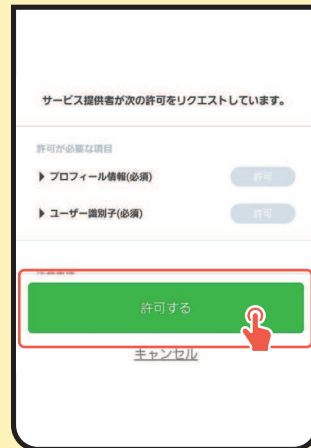 サービス提供者が次の許可をリクエストしています。
許可が必要な項目
▶ プロフィール情報(必須)
許可
▶ ユーザー識別子(必須)
許可
許可する
キャンセル